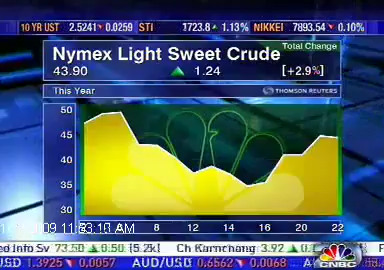 10 YR UST 2.5241 ▼ 0.0259 STI 1723.8 ▲ 1.13% NIKKEI 7893.54 ▼ 0.10%
Nymex Light Sweet Crude Total Change
43.90 ▲ 1.24 [+2.9%]
This Year THOMSON REUTERS
50
45
40
35
30
8 12 16 20 22
ed Info Sv 73.50 ▲ 0.50 [5.2k] Ch Karnchang 3.92 ▲
USD 1.3925 ▼ 0.0057 AUD/USD 0.6562 ▼ 0.0068
CNBC